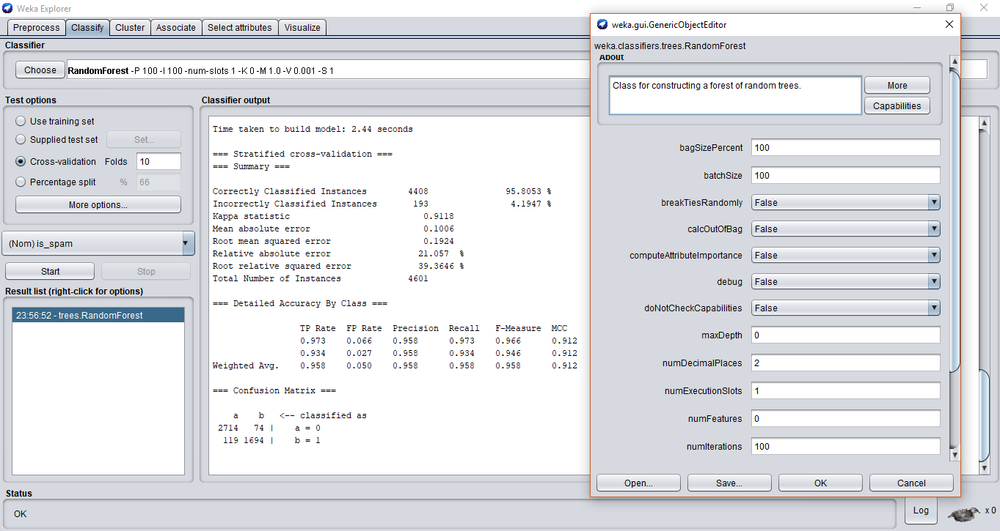 Weka Explorer
Preprocess Classify Cluster Associate Select attributes Visualize
Classifier
Choose RandomForest -P 100 -I 100 -num-slots 1 -K 0 -M 1.0 -V 0.001 -S 1
Test options
Use training set
Supplied test set Set...
Cross-validation Folds 10
Percentage split % 66
More options...
(Nom) is_spam
Start Stop
Result list (right-click for options)
23:56:52 - trees.RandomForest
Classifier output
Time taken to build model: 2.44 seconds
=== Stratified cross-validation ===
=== Summary ===
Correctly Classified Instances 4408 95.8053 %
Incorrectly Classified Instances 193 4.1947 %
Kappa statistic 0.9118
Mean absolute error 0.1006
Root mean squared error 0.1924
Relative absolute error 21.057 %
Root relative squared error 39.3646 %
Total Number of Instances 4601
=== Detailed Accuracy By Class ===
TP Rate FP Rate Precision Recall F-Measure MCC
0.973 0.066 0.958 0.973 0.966 0.912
0.934 0.027 0.958 0.934 0.946 0.912
Weighted Avg. 0.958 0.050 0.958 0.958 0.958 0.912
=== Confusion Matrix ===
a b <-- classified as
2714 74 | a = 0
119 1694 | b = 1
weka.gui.GenericObjectEditor
weka.classifiers.trees.RandomForest
About
Class for constructing a forest of random trees.
More
Capabilities
bagSizePercent 100
batchSize 100
breakTiesRandomly False
calcOutOfBag False
computeAttributeImportance False
debug False
doNotCheckCapabilities False
maxDepth 0
numDecimalPlaces 2
numExecutionSlots 1
numFeatures 0
numIterations 100
Open... Save... OK Cancel
Status
OK
Log x 0